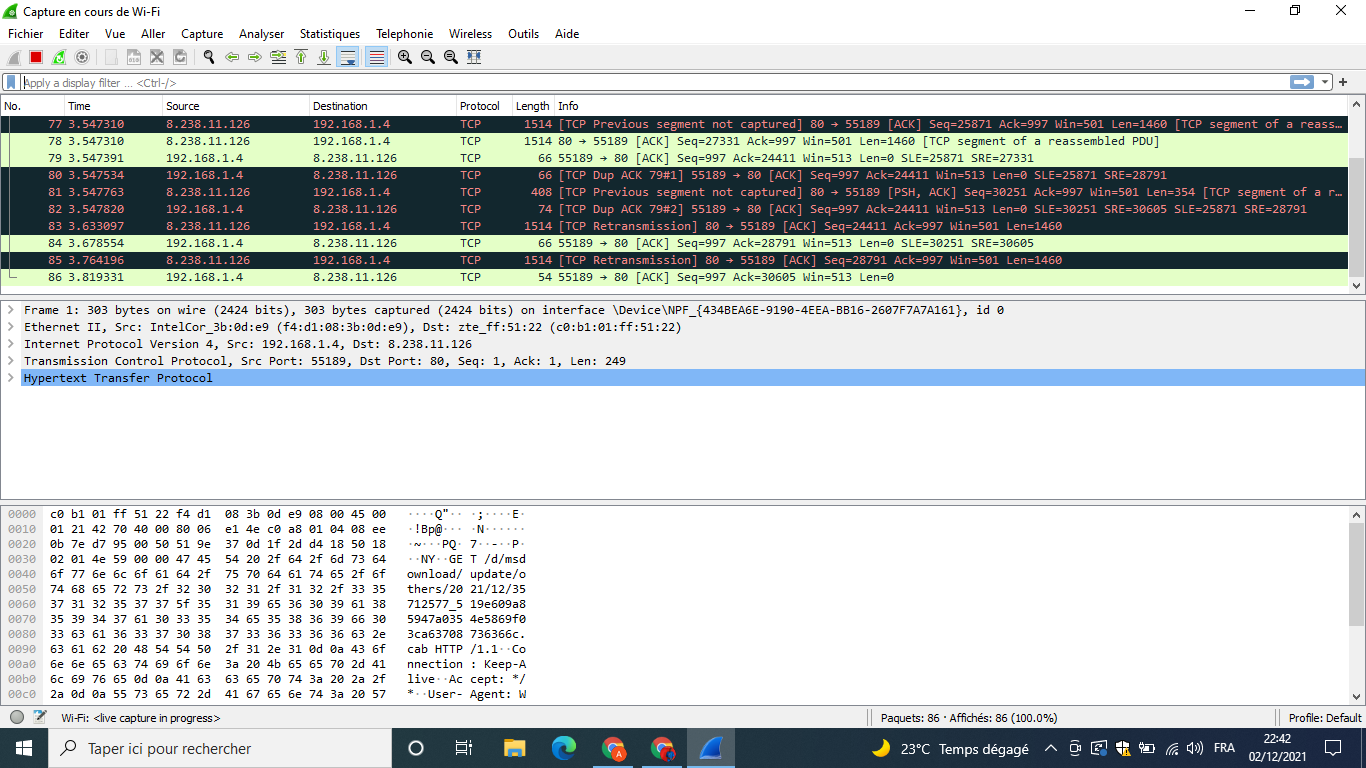 Capture en cours de Wi-Fi
Fichier Editer Vue Aller Capture Analyser Statistiques Telephonie Wireless Outils Aide
Apply a display filter ... <Ctrl-/>
No. Time Source Destination Protocol Length Info
77 3.547310 8.238.11.126 192.168.1.4 TCP 1514 [TCP Previous segment not captured] 80 → 55189 [ACK] Seq=25871 Ack=997 Win=501 Len=1460 [TCP segment of a reass…
78 3.547310 8.238.11.126 192.168.1.4 TCP 1514 80 → 55189 [ACK] Seq=27331 Ack=997 Win=501 Len=1460 [TCP segment of a reassembled PDU]
79 3.547391 192.168.1.4 8.238.11.126 TCP 66 55189 → 80 [ACK] Seq=997 Ack=24411 Win=513 Len=0 SLE=25871 SRE=27331
80 3.547534 192.168.1.4 8.238.11.126 TCP 66 [TCP Dup ACK 79#1] 55189 → 80 [ACK] Seq=997 Ack=24411 Win=513 Len=0 SLE=25871 SRE=28791
81 3.547763 8.238.11.126 192.168.1.4 TCP 408 [TCP Previous segment not captured] 80 → 55189 [PSH, ACK] Seq=30251 Ack=997 Win=501 Len=354 [TCP segment of a r…
82 3.547820 192.168.1.4 8.238.11.126 TCP 74 [TCP Dup ACK 79#2] 55189 → 80 [ACK] Seq=997 Ack=24411 Win=513 Len=0 SLE=30251 SRE=30605 SLE=25871 SRE=28791
83 3.633097 8.238.11.126 192.168.1.4 TCP 1514 [TCP Retransmission] 80 → 55189 [ACK] Seq=24411 Ack=997 Win=501 Len=1460
84 3.678554 192.168.1.4 8.238.11.126 TCP 66 55189 → 80 [ACK] Seq=997 Ack=28791 Win=513 Len=0 SLE=30251 SRE=30605
85 3.764196 8.238.11.126 192.168.1.4 TCP 1514 [TCP Retransmission] 80 → 55189 [ACK] Seq=28791 Ack=997 Win=501 Len=1460
86 3.819331 192.168.1.4 8.238.11.126 TCP 54 55189 → 80 [ACK] Seq=997 Ack=30605 Win=513 Len=0
Frame 1: 303 bytes on wire (2424 bits), 303 bytes captured (2424 bits) on interface \Device\NPF_{434BEA6E-9190-4EEA-BB16-2607F7A7A161}, id 0
Ethernet II, Src: IntelCor_3b:0d:e9 (f4:d1:08:3b:0d:e9), Dst: zte_ff:51:22 (c0:b1:01:ff:51:22)
Internet Protocol Version 4, Src: 192.168.1.4, Dst: 8.238.11.126
Transmission Control Protocol, Src Port: 55189, Dst Port: 80, Seq: 1, Ack: 1, Len: 249
Hypertext Transfer Protocol
0000 c0 b1 01 ff 51 22 f4 d1 08 3b 0d e9 08 00 45 00 ····Q"·· ·;····E·
0010 01 21 42 70 40 00 80 06 e1 4e c0 a8 01 04 08 ee ·!Bp@··· ·N······
0020 0b 7e d7 95 00 50 51 9e 37 0d 1f 2d d4 18 50 18 ·~···PQ· 7··-··P·
0030 02 01 4e 59 00 00 47 45 54 20 2f 64 2f 6d 73 64 ··NY··GE T /d/msd
0040 6f 77 6e 6c 6f 61 64 2f 75 70 64 61 74 65 2f 6f ownload/ update/o
0050 74 68 65 72 73 2f 32 30 32 31 2f 31 32 2f 33 35 thers/20 21/12/35
0060 37 31 32 35 37 37 5f 35 31 39 65 36 30 39 61 38 712577_5 19e609a8
0070 35 39 34 37 61 30 33 35 34 65 35 38 36 39 66 30 5947a035 4e5869f0
0080 33 63 61 36 33 37 30 38 37 33 36 33 36 36 63 2e 3ca63708 736366c.
0090 63 61 62 20 48 54 54 50 2f 31 2e 31 0d 0a 43 6f cab HTTP /1.1··Co
00a0 6e 6e 65 63 74 69 6f 6e 3a 20 4b 65 65 70 2d 41 nnection : Keep-A
00b0 6c 69 76 65 0d 0a 41 63 63 65 70 74 3a 20 2a 2f live··Ac cept: */
00c0 2a 0d 0a 55 73 65 72 2d 41 67 65 6e 74 3a 20 57 *··User- Agent: W
Wi-Fi: <live capture in progress> Paquets: 86 · Affichés: 86 (100.0%) Profile: Default
Taper ici pour rechercher 23°C Temps dégagé FRA 22:42
02/12/2021